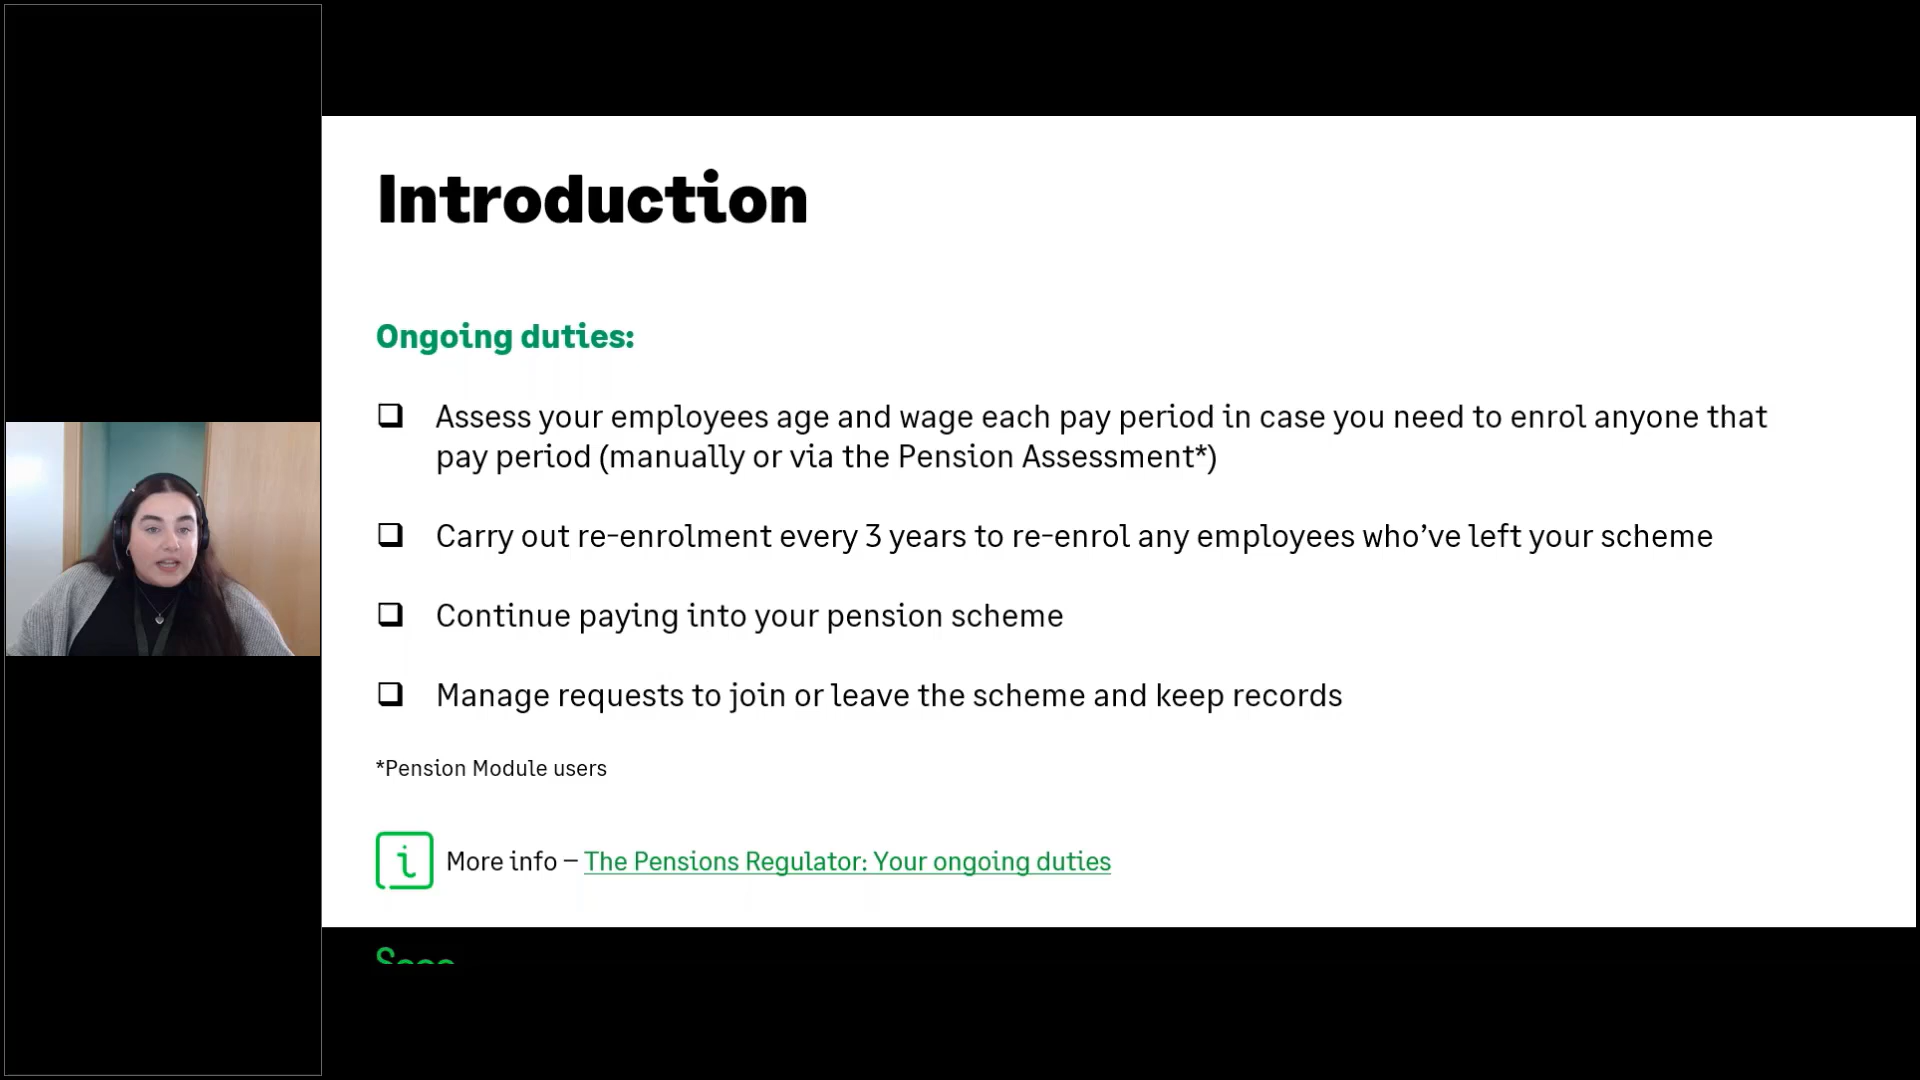 Introduction
Ongoing duties:
Assess your employees age and wage each pay period in case you need to enrol anyone that
pay period (manually or via the Pension Assessment*)
Carry out re-enrolment every 3 years to re-enrol any employees who’ve left your scheme
Continue paying into your pension scheme
Manage requests to join or leave the scheme and keep records
*Pension Module users
More info – The Pensions Regulator: Your ongoing duties